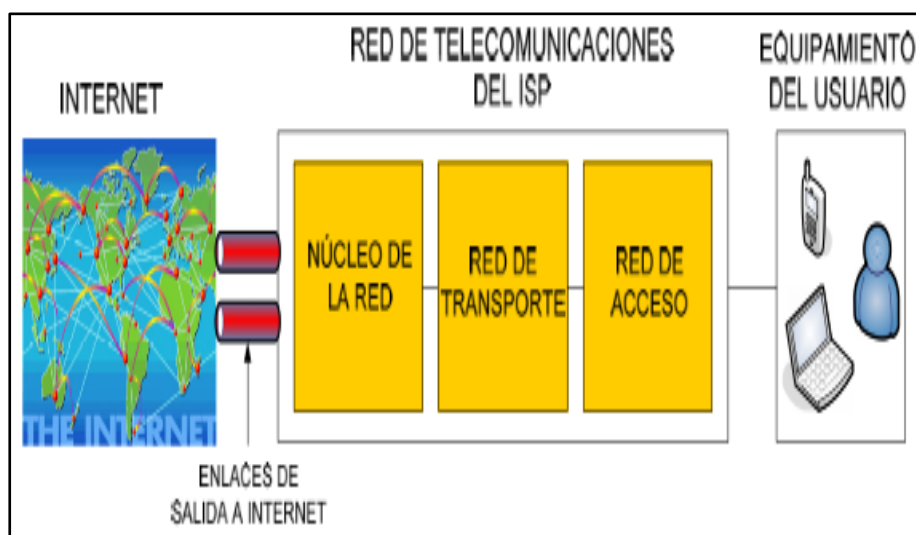 INTERNET
THE INTERNET
ENLACES DE
SALIDA A INTERNET
RED DE TELECOMUNICACIONES
DEL ISP
NÚCLEO DE
LA RED
RED DE
TRANSPORTE
RED DE
ACCESO
EQUIPAMIENTO
DEL USUARIO